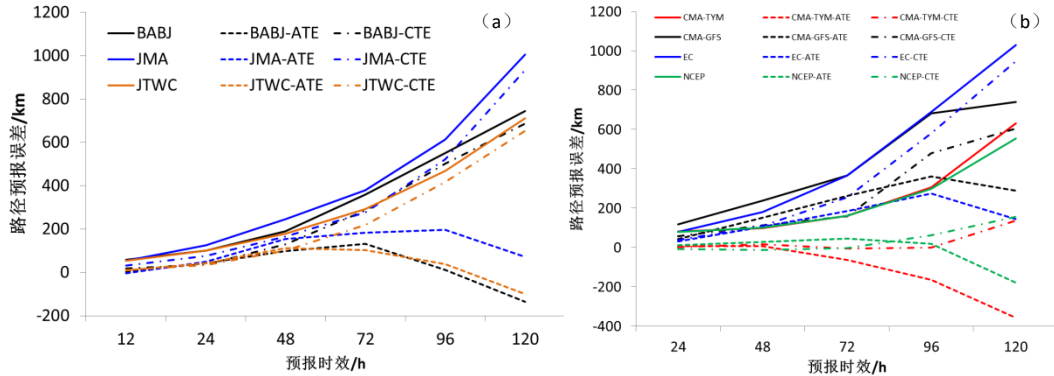 (a)
BABJ BABJ-ATE BABJ-CTE
JMA JMA-ATE JMA-CTE
JTWC JTWC-ATE JTWC-CTE
路径预报误差/km
1200
1000
800
600
400
200
0
-200
12 24 48 72 96 120
预报时效/h
(b)
CMA-TYM CMA-TYM-ATE CMA-TYM-CTE
CMA-GFS CMA-GFS-ATE CMA-GFS-CTE
EC EC-ATE EC-CTE
NCEP NCEP-ATE NCEP-CTE
路径预报误差/km
1200
1000
800
600
400
200
0
-200
-400
24 48 72 96 120
预报时效/h